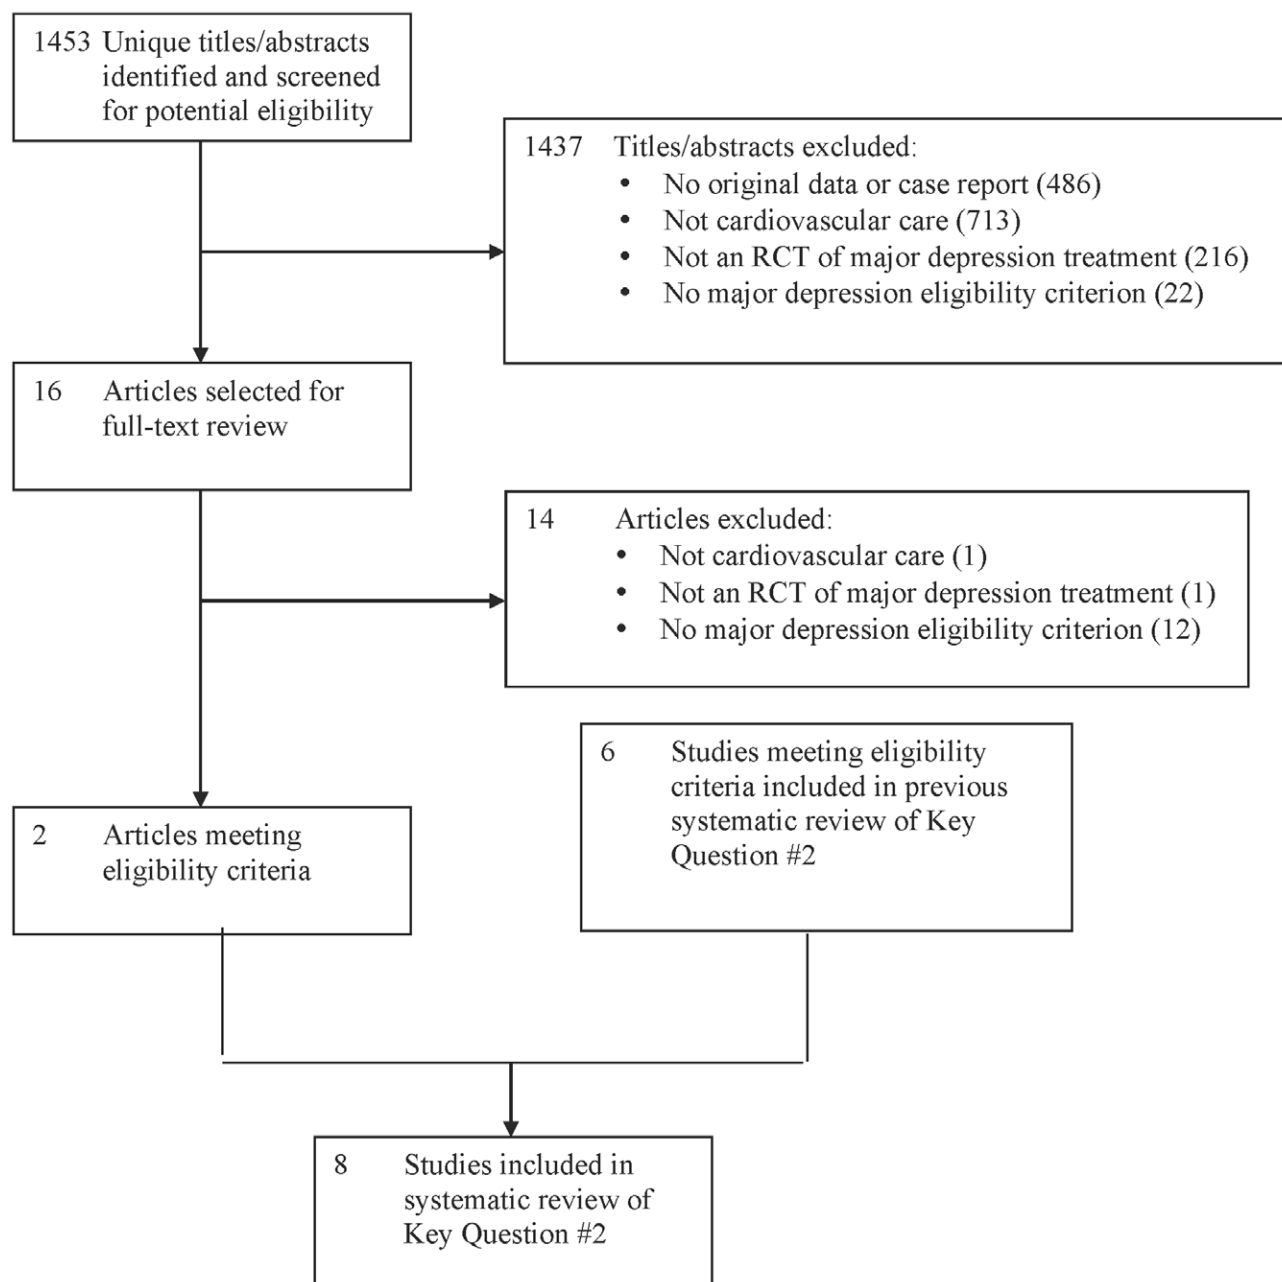 1453 Unique titles/abstracts
identified and screened
for potential eligibility
1437 Titles/abstracts excluded:
• No original data or case report (486)
• Not cardiovascular care (713)
• Not an RCT of major depression treatment (216)
• No major depression eligibility criterion (22)
16 Articles selected for
full-text review
14 Articles excluded:
• Not cardiovascular care (1)
• Not an RCT of major depression treatment (1)
• No major depression eligibility criterion (12)
6 Studies meeting eligibility
criteria included in previous
systematic review of Key
Question #2
2 Articles meeting
eligibility criteria
8 Studies included in
systematic review of
Key Question #2